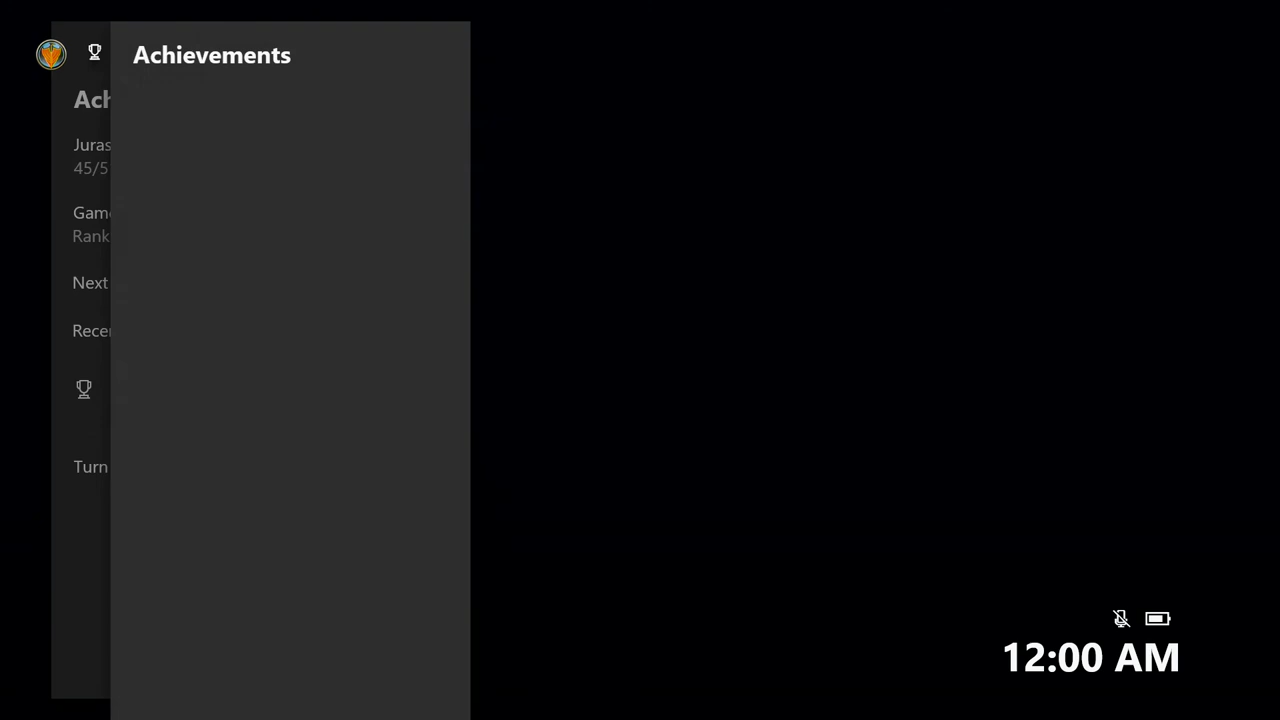 Achievements
Ach
Juras
45/5
Game
Rank
Next
Recen
Turn
12:00 AM